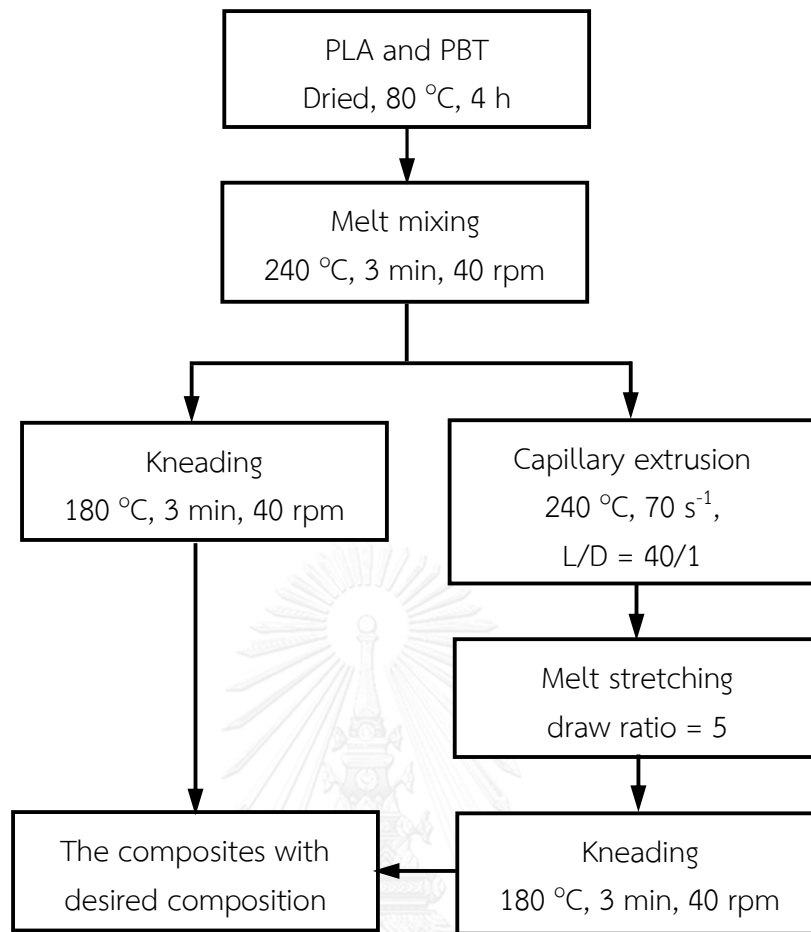 PLA and PBT
Dried, 80 °C, 4 h
Melt mixing
240 °C, 3 min, 40 rpm
Kneading
180 °C, 3 min, 40 rpm
Capillary extrusion
240 °C, 70 s⁻¹,
L/D = 40/1
Melt stretching
draw ratio = 5
The composites with
desired composition
Kneading
180 °C, 3 min, 40 rpm